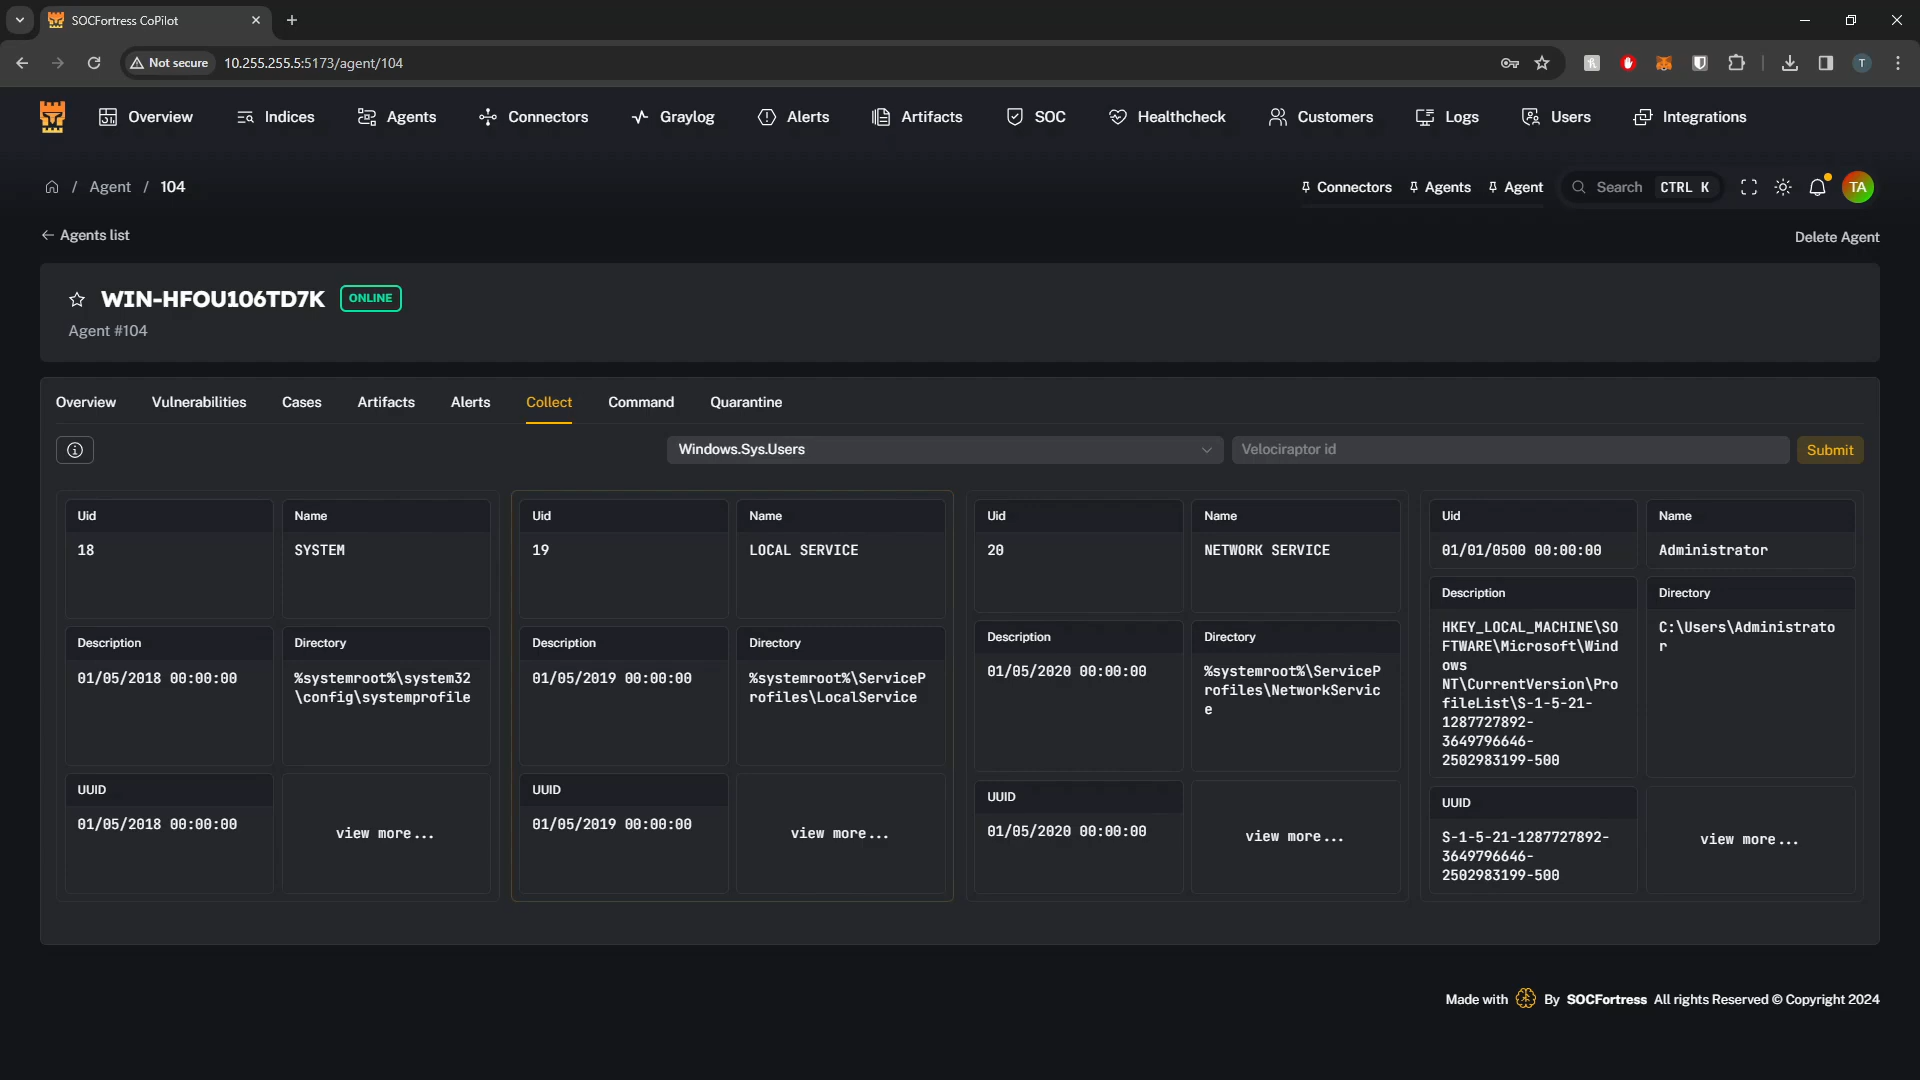 SOCFortress CoPilot
Not secure
10.255.255.5:5173/agent/104
T
Overview
Indices
Agents
Connectors
Graylog
Alerts
Artifacts
SOC
Healthcheck
Customers
Logs
Users
Integrations
/ Agent / 104
Connectors
Agents
Agent
Search CTRL K
TA
Agents list
Delete Agent
WIN-HFOU106TD7K ONLINE
Agent #104
Overview
Vulnerabilities
Cases
Artifacts
Alerts
Collect
Command
Quarantine
Windows.Sys.Users
Velociraptor id
Submit
Uid
18
Name
SYSTEM
Description
01/05/2018 00:00:00
Directory
%systemroot%\system32
\config\systemprofile
UUID
01/05/2018 00:00:00
view more...
Uid
19
Name
LOCAL SERVICE
Description
01/05/2019 00:00:00
Directory
%systemroot%\ServiceP
rofiles\LocalService
UUID
01/05/2019 00:00:00
view more...
Uid
20
Name
NETWORK SERVICE
Description
01/05/2020 00:00:00
Directory
%systemroot%\ServiceP
rofiles\NetworkServic
e
UUID
01/05/2020 00:00:00
view more...
Uid
01/01/0500 00:00:00
Name
Administrator
Description
HKEY_LOCAL_MACHINE\SO
FTWARE\Microsoft\Wind
ows
NT\CurrentVersion\Pro
fileList\S-1-5-21-
1287727892-
3649796646-
2502983199-500
Directory
C:\Users\Administrato
r
UUID
S-1-5-21-1287727892-
3649796646-
2502983199-500
view more...
Made with By SOCFortress All rights Reserved © Copyright 2024